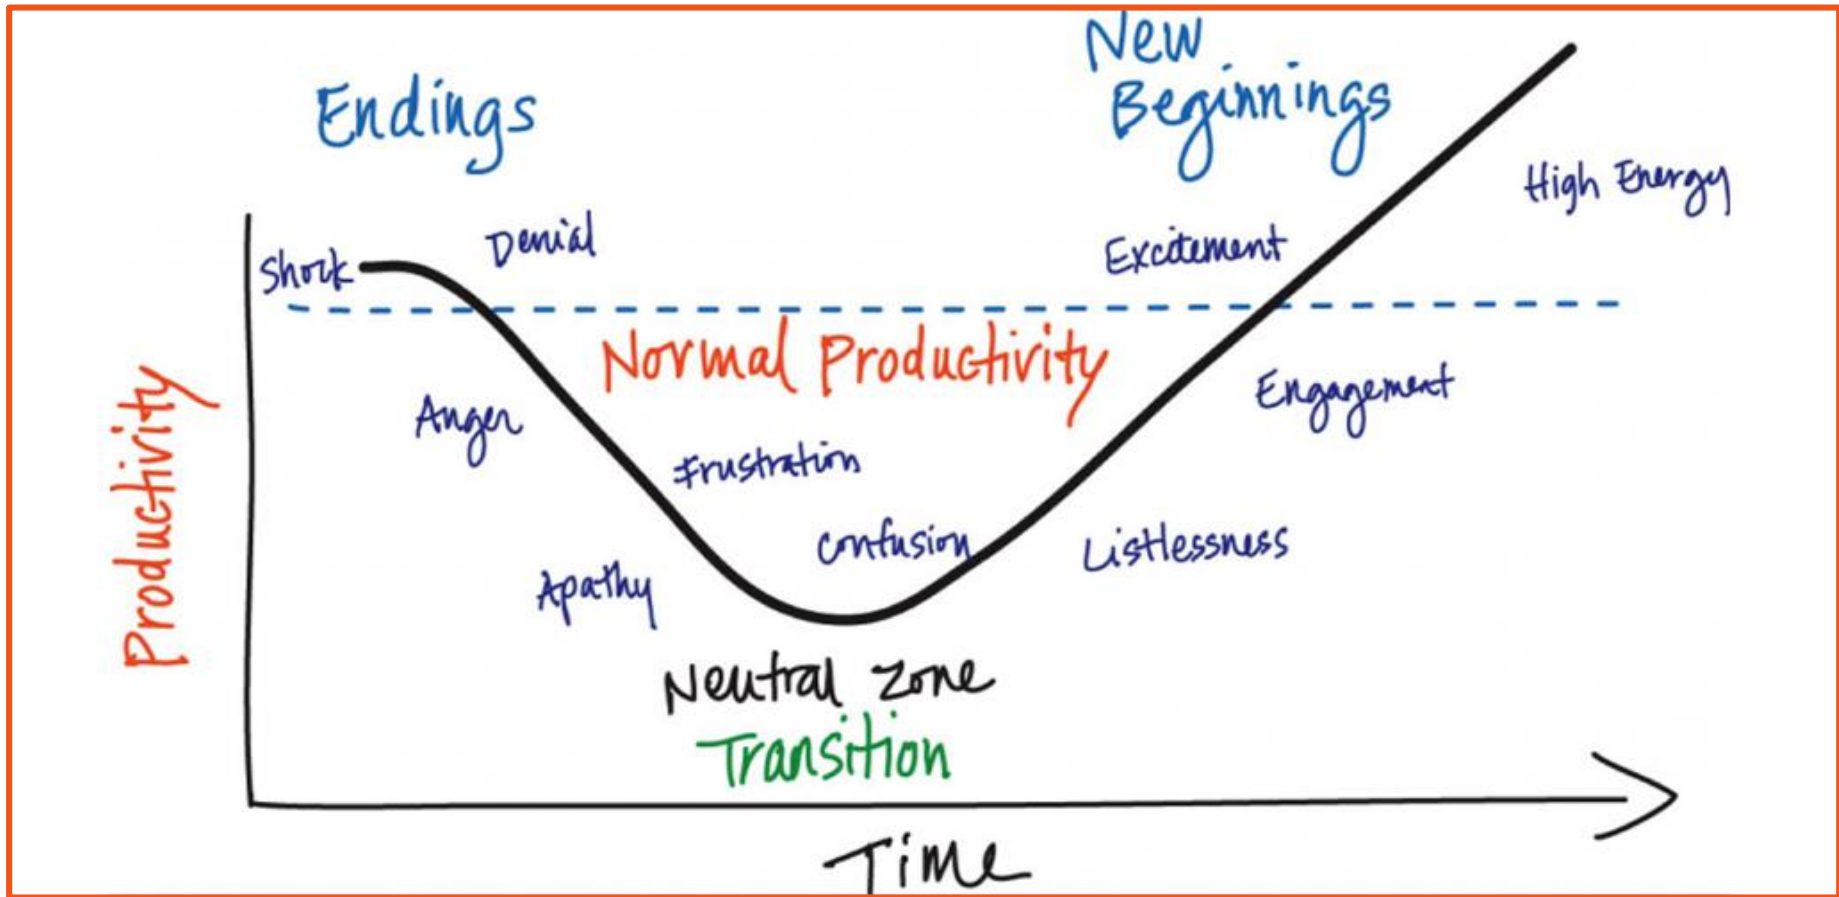 New
Beginnings
Endings
High Energy
Denial
Excitement
Shock
Normal Productivity
Engagement
Anger
Frustration
Confusion
Listlessness
Apathy
Productivity
Neutral Zone
Transition
Time